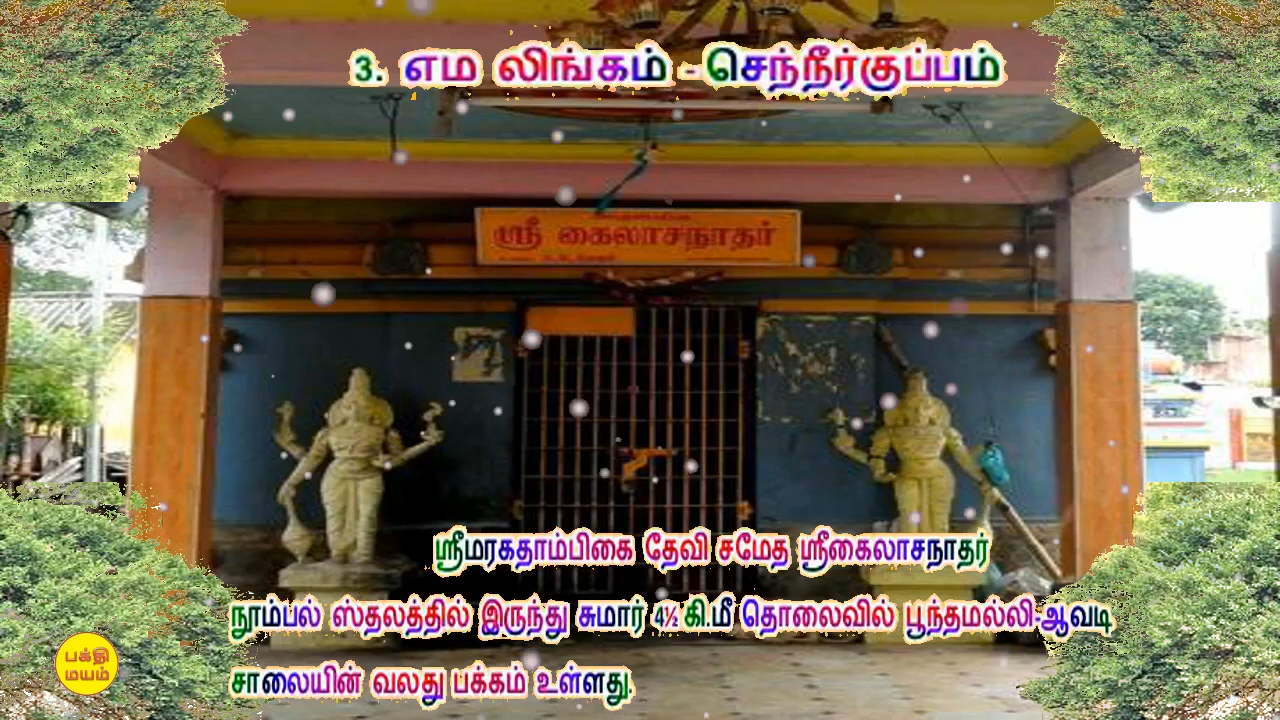 3. எம லிங்கம் - செந்நீர்குப்பம்
ஸ்ரீ கைலாசநாதர்
ஸ்ரீமரகதாம்பிகை தேவி சமேத ஸ்ரீகைலாசநாதர்
நூம்பல் ஸ்தலத்தில் இருந்து சுமார் 4½ கி.மீ தொலைவில் பூந்தமல்லி-ஆவடி
சாலையின் வலது பக்கம் உள்ளது.
பக்தி
மயம்